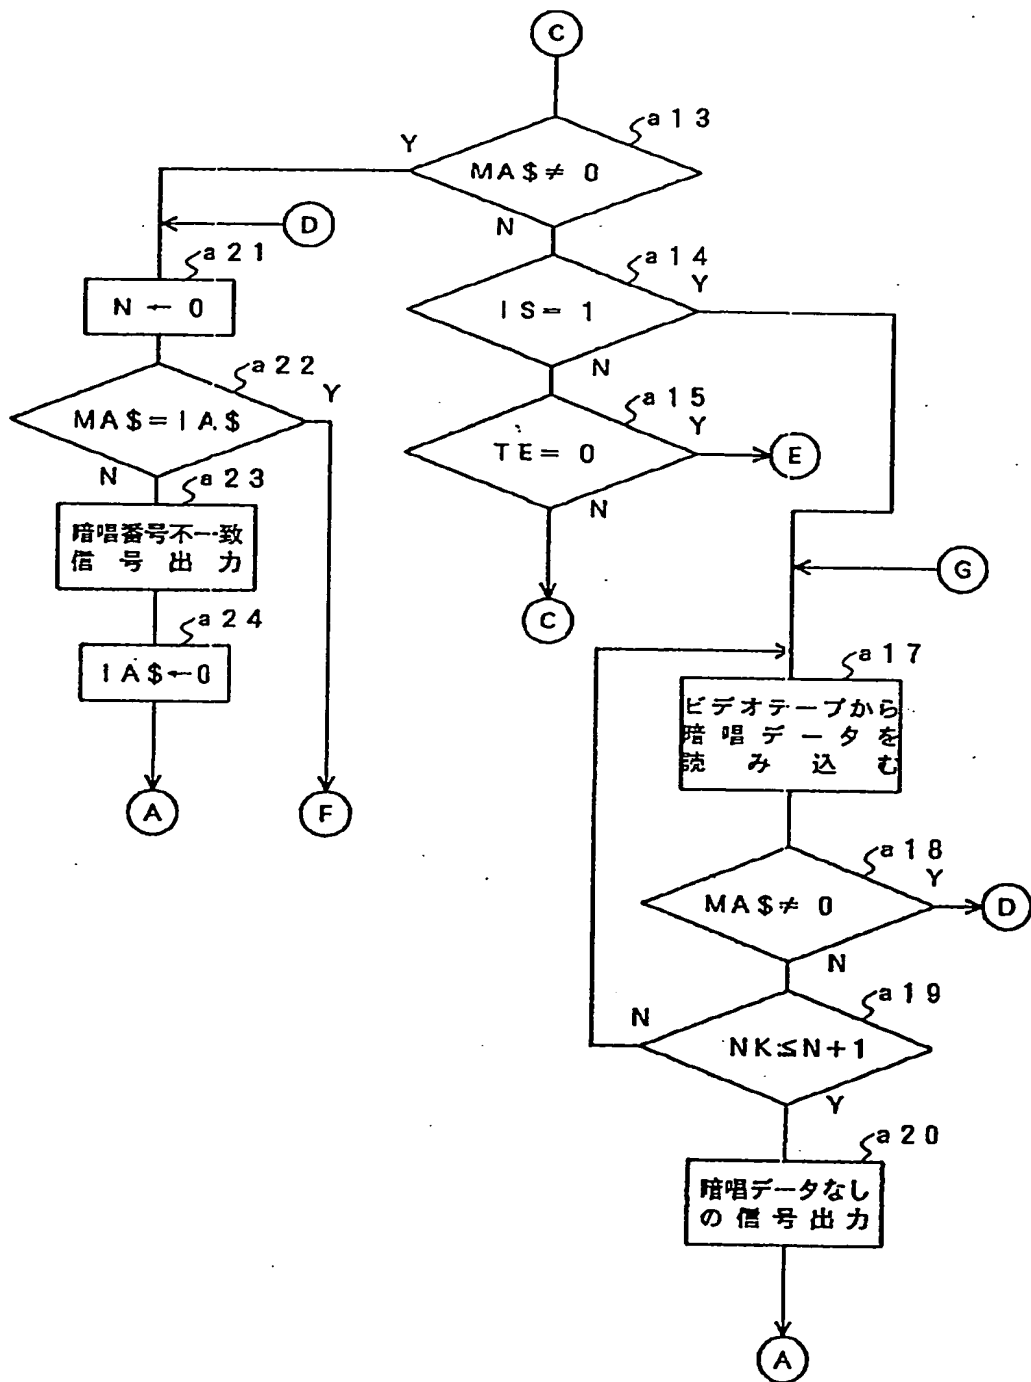 C
a13
Y
MA$≠0
N
D
a21
N←0
a14
Y
IS=1
N
a22
Y
MA$=IA$
N
a15
Y
TE=0
N
E
a23
暗唱番号不一致
信号出力
G
C
a24
IA$←0
a17
ビデオテープから
暗唱データを
読み込む
A
F
a18
Y
MA$≠0
D
N
a19
N
NK≤N+1
Y
a20
暗唱データなし
の信号出力
A